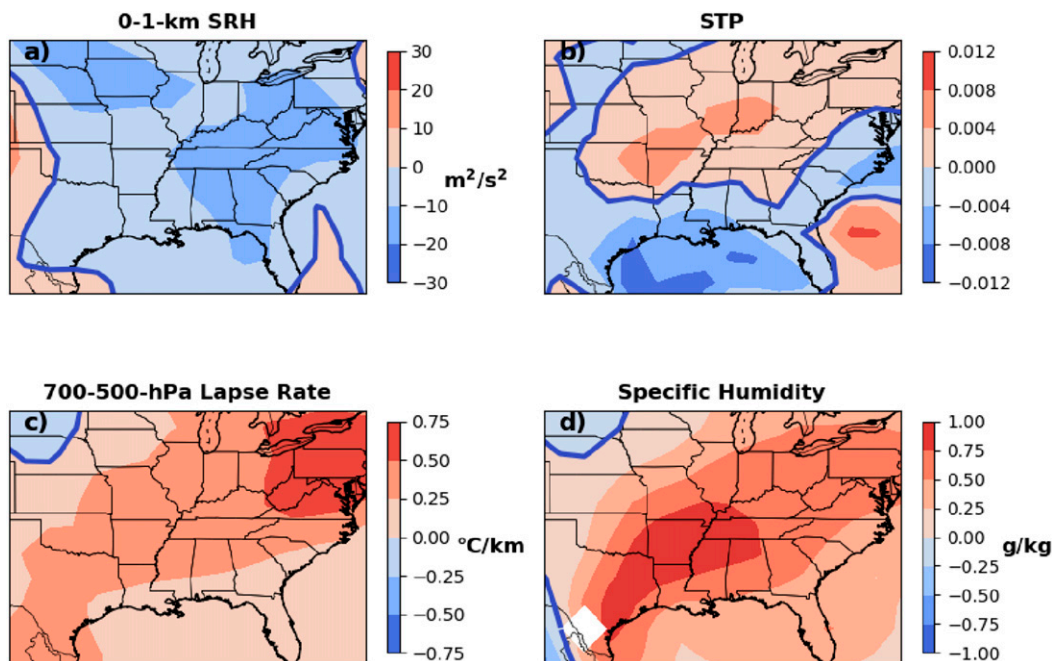 0-1-km SRH
a)
30
20
10
0
−10
−20
−30
m²/s²
STP
b)
0.012
0.008
0.004
0.000
−0.004
−0.008
−0.012
700-500-hPa Lapse Rate
c)
0.75
0.50
0.25
0.00
−0.25
−0.50
−0.75
°C/km
Specific Humidity
d)
1.00
0.75
0.50
0.25
0.00
−0.25
−0.50
−0.75
−1.00
g/kg